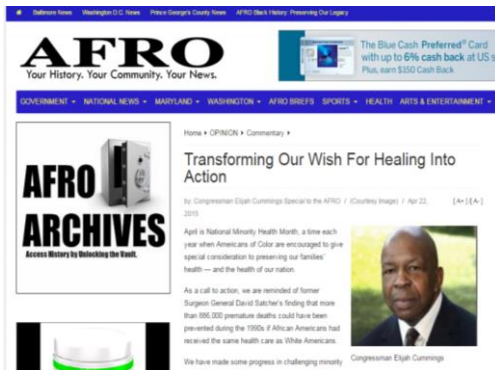 Baltimore News Washington D.C. News Prince George's County News AFRO Black History: Preserving Our Legacy
AFRO
Your History. Your Community. Your News.
The Blue Cash Preferred® Card
with up to 6% cash back at US s
Plus, earn $150 Cash Back
GOVERNMENT NATIONAL NEWS MARYLAND WASHINGTON AFRO BRIEFS SPORTS HEALTH ARTS & ENTERTAINMENT
AFRO
ARCHIVES
Access History by Unlocking the Vault.
Home OPINION Commentary
Transforming Our Wish For Healing Into
Action
by: Congressman Elijah Cummings Special to the AFRO / (Courtesy Image) / Apr 22,
2015
[A+] [A-]
April is National Minority Health Month, a time each
year when Americans of Color are encouraged to give
special consideration to preserving our families'
health — and the health of our nation.
As a call to action, we are reminded of former
Surgeon General David Satcher's finding that more
than 886,000 premature deaths could have been
prevented during the 1990s if African Americans had
received the same health care as White Americans.
We have made some progress in challenging minority
Congressman Elijah Cummings